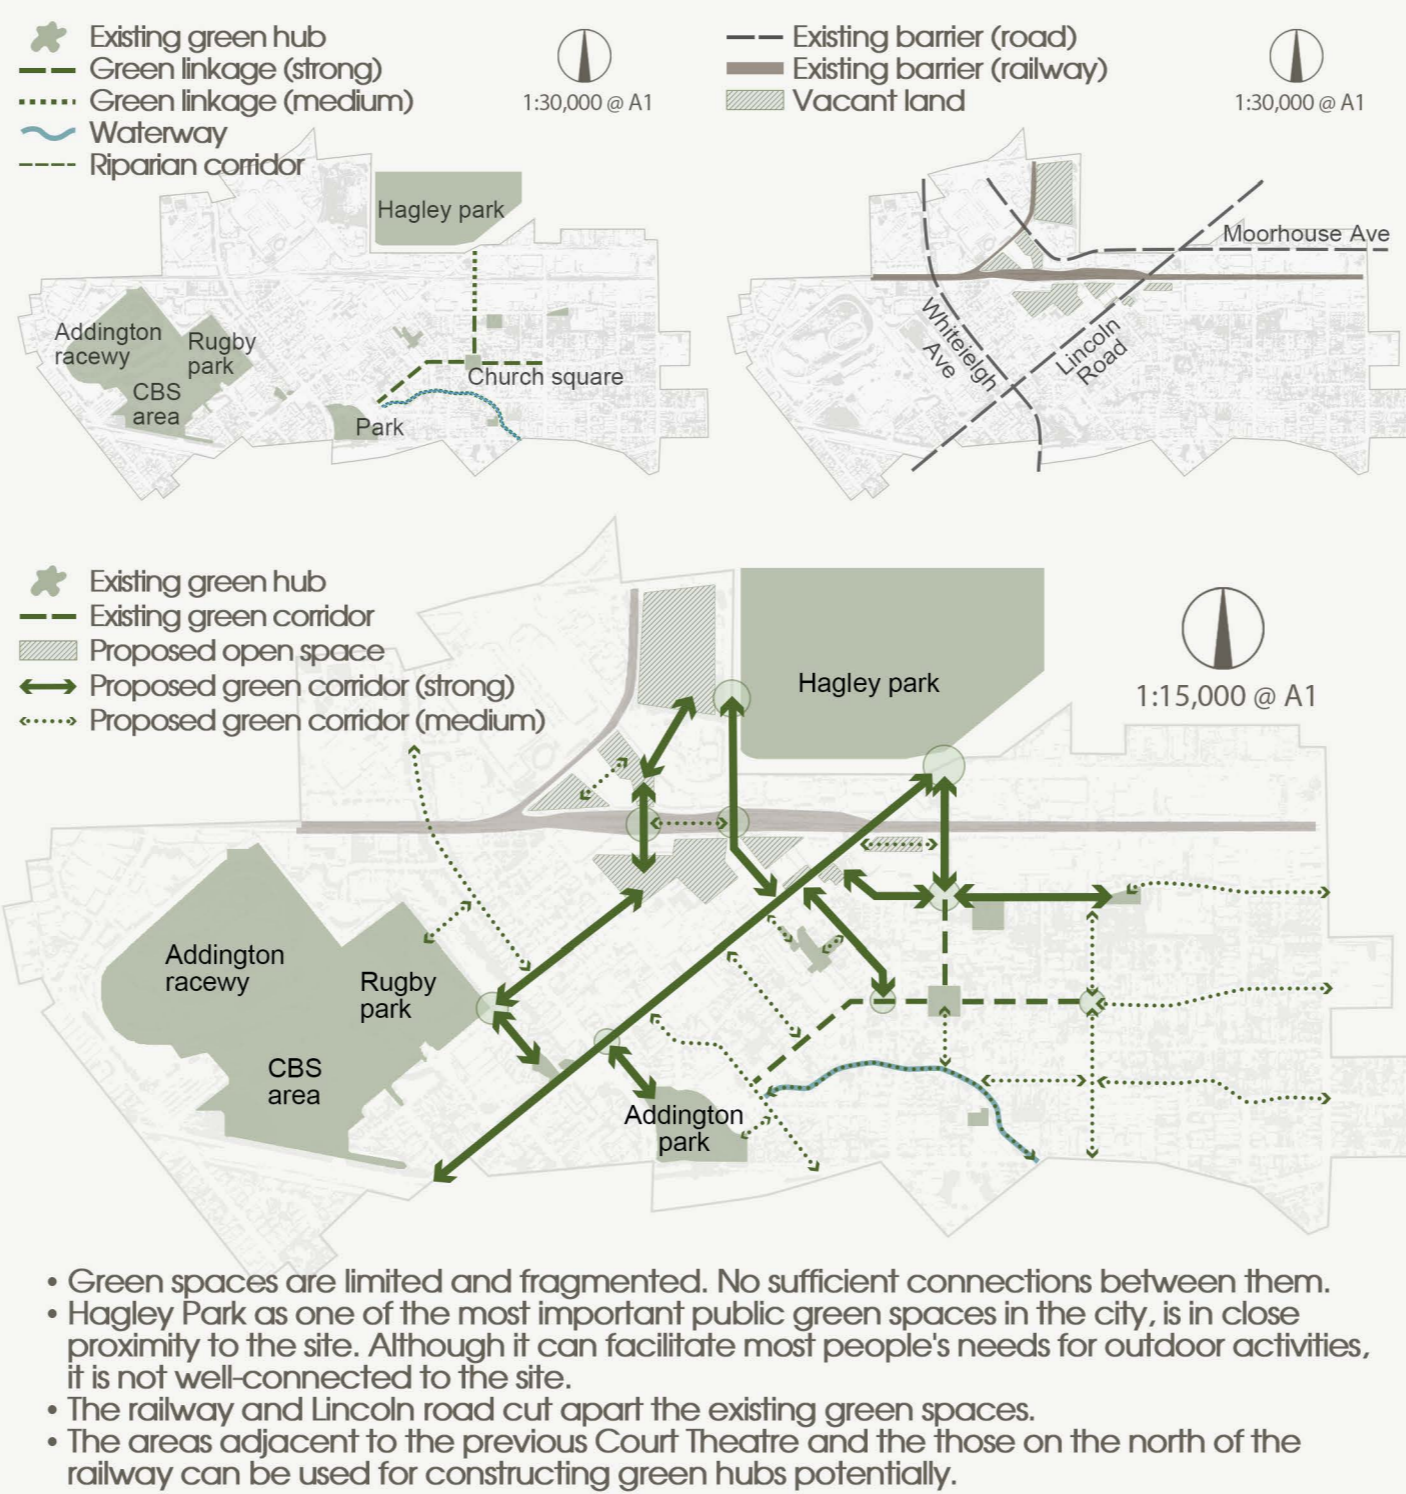 Existing green hub
Green linkage (strong)
Green linkage (medium)
Waterway
Riparian corridor
1:30,000 @ A1
Hagley park
Addington
racewy
Rugby
park
CBS
area
Church square
Park
Existing barrier (road)
Existing barrier (railway)
Vacant land
1:30,000 @ A1
Moorhouse Ave
Whiteleigh
Ave
Lincoln
Road
Existing green hub
Existing green corridor
Proposed open space
Proposed green corridor (strong)
Proposed green corridor (medium)
1:15,000 @ A1
Hagley park
Addington
racewy
Rugby
park
CBS
area
Addington
park
• Green spaces are limited and fragmented. No sufficient connections between them.
• Hagley Park as one of the most important public green spaces in the city, is in close
proximity to the site. Although it can facilitate most people's needs for outdoor activities,
it is not well-connected to the site.
• The railway and Lincoln road cut apart the existing green spaces.
• The areas adjacent to the previous Court Theatre and the those on the north of the
railway can be used for constructing green hubs potentially.